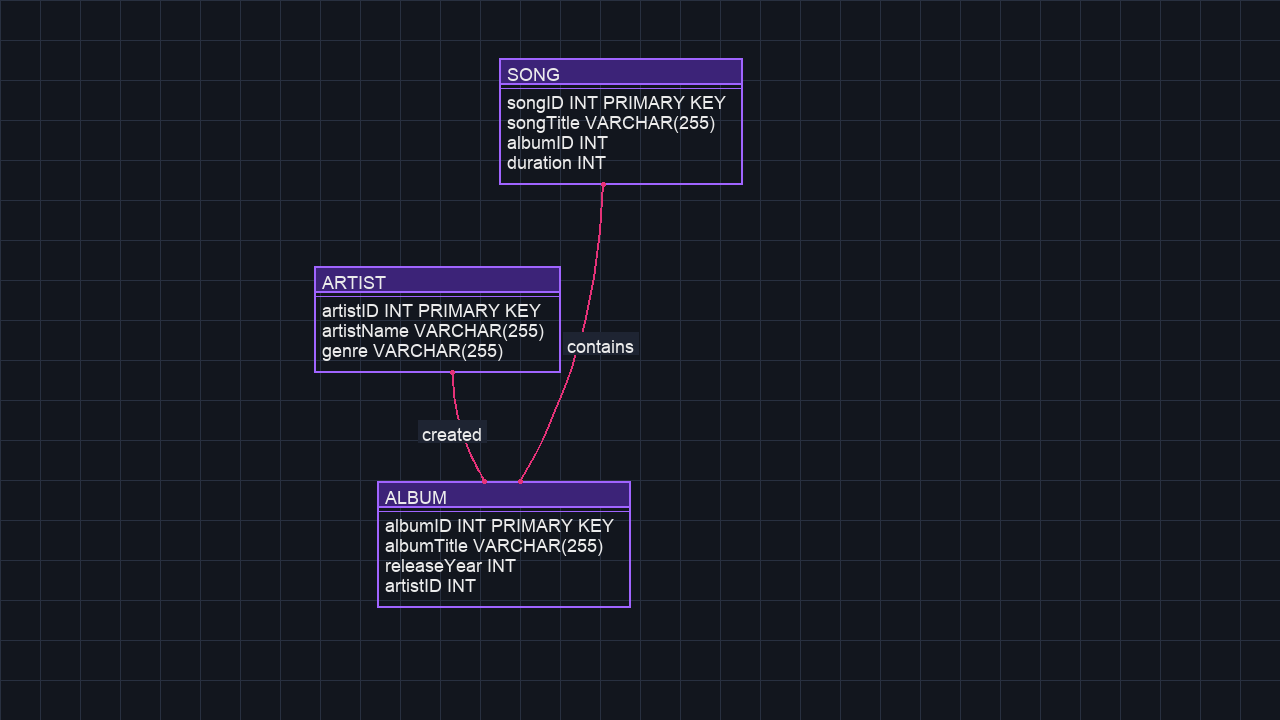 SONG
songID INT PRIMARY KEY
songTitle VARCHAR(255)
albumID INT
duration INT
ARTIST
artistID INT PRIMARY KEY
artistName VARCHAR(255)
genre VARCHAR(255)
contains
created
ALBUM
albumID INT PRIMARY KEY
albumTitle VARCHAR(255)
releaseYear INT
artistID INT